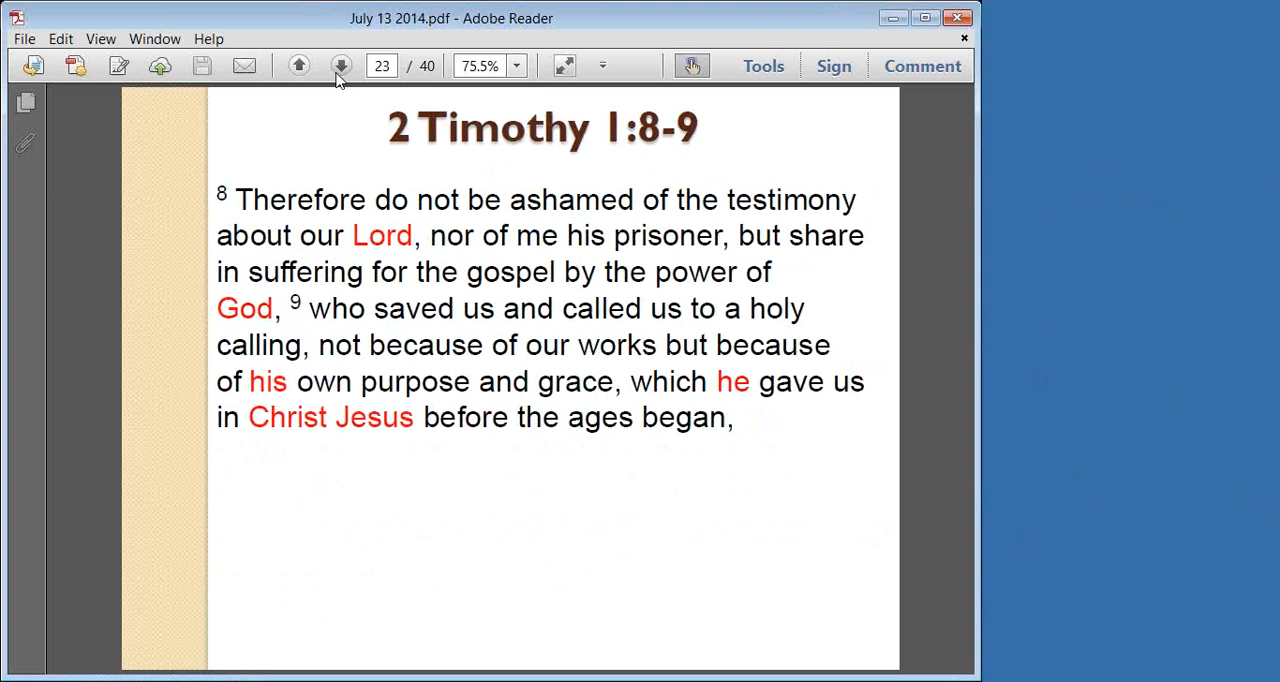 July 13 2014.pdf - Adobe Reader
File Edit View Window Help
23 / 40 75.5% Tools Sign Comment
2 Timothy 1:8-9
8 Therefore do not be ashamed of the testimony
about our Lord, nor of me his prisoner, but share
in suffering for the gospel by the power of
God, 9 who saved us and called us to a holy
calling, not because of our works but because
of his own purpose and grace, which he gave us
in Christ Jesus before the ages began,